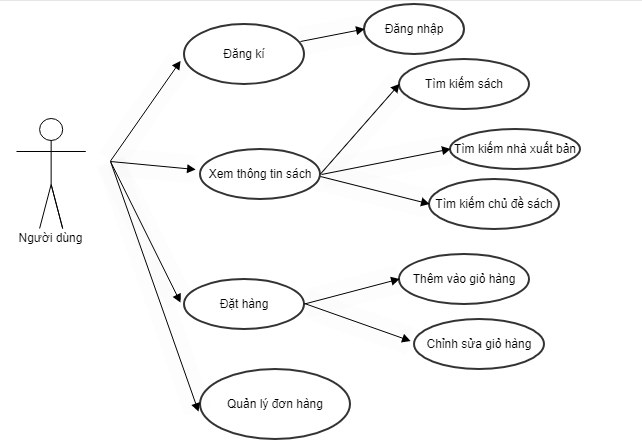 Đăng nhập
Đăng kí
Tìm kiếm sách
Tìm kiếm nhà xuất bản
Xem thông tin sách
Tìm kiếm chủ đề sách
Người dùng
Thêm vào giỏ hàng
Đặt hàng
Chỉnh sửa giỏ hàng
Quản lý đơn hàng